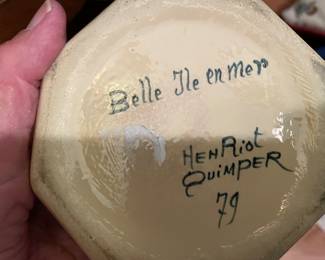 Belle Ile en mer
HENRiot
QUIMPER
79